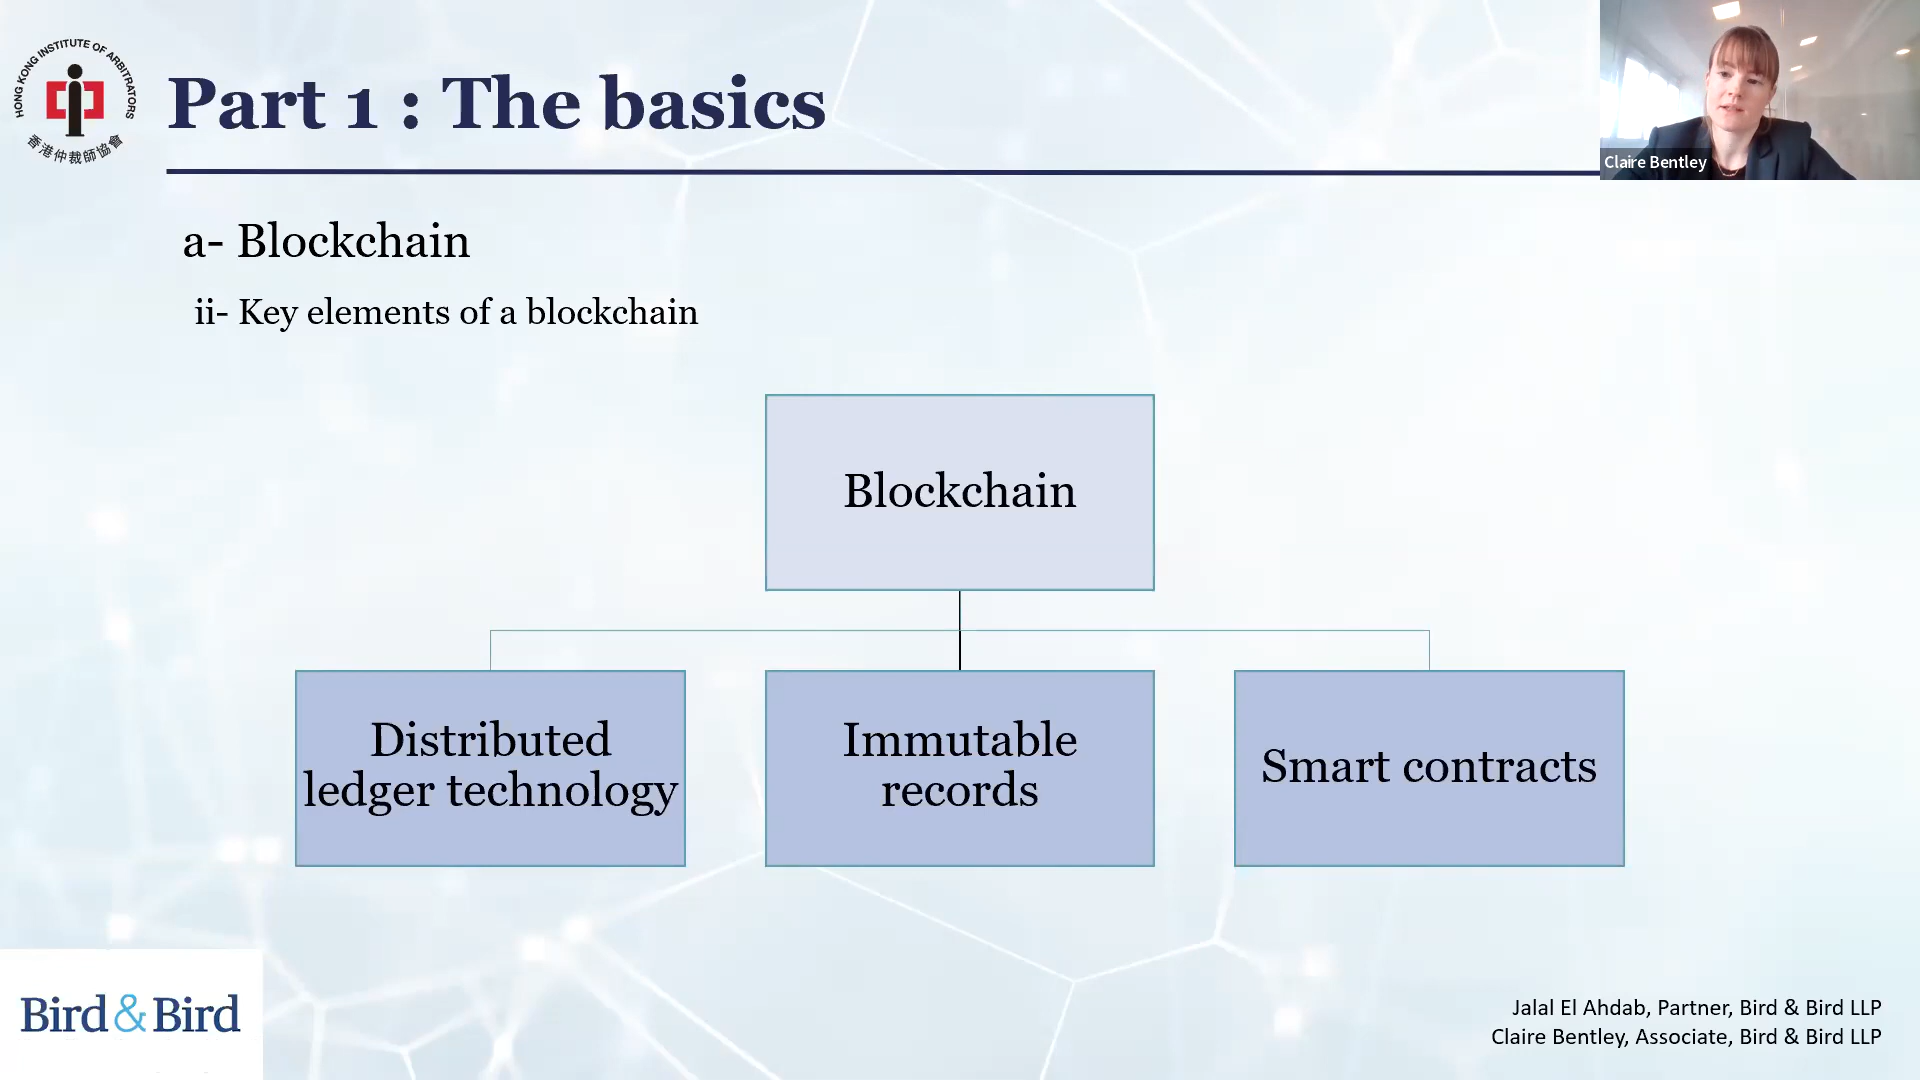 HONG KONG INSTITUTE OF ARBITRATORS
香港仲裁師協會
Part 1 : The basics
Claire Bentley
a- Blockchain
ii- Key elements of a blockchain
Blockchain
Distributed
ledger technology
Immutable
records
Smart contracts
Bird&Bird
Jalal El Ahdab, Partner, Bird & Bird LLP
Claire Bentley, Associate, Bird & Bird LLP